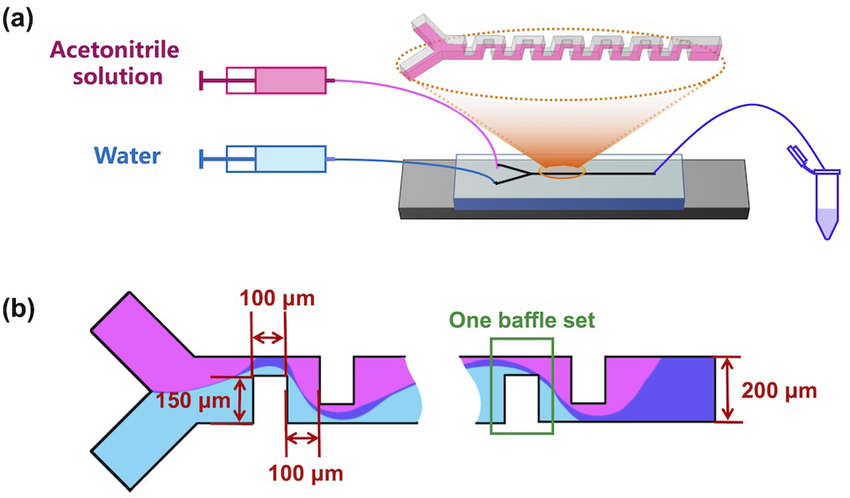 (a)
Acetonitrile
solution
Water
(b)
100 μm
One baffle set
150 μm
200 μm
100 μm